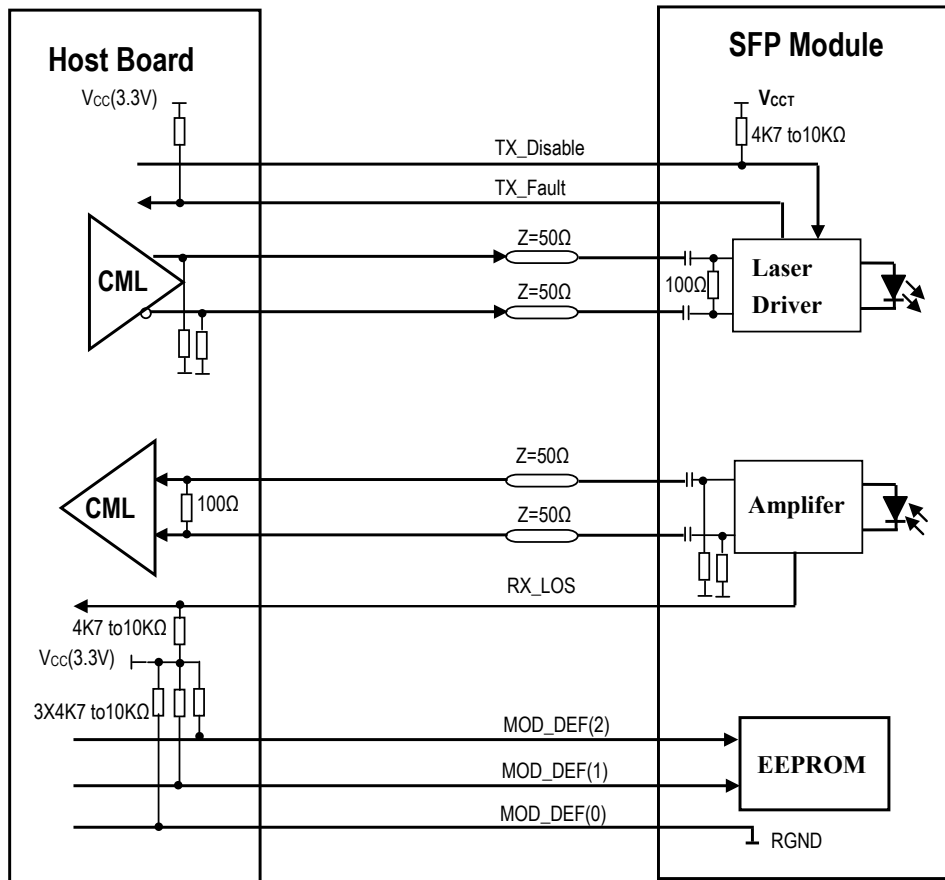 Host Board
SFP Module
Vcc(3.3V)
VCCT
4K7 to10KΩ
TX_Disable
TX_Fault
CML
Z=50Ω
Z=50Ω
100Ω
Laser
Driver
CML
100Ω
Z=50Ω
Z=50Ω
Amplifer
RX_LOS
4K7 to10KΩ
Vcc(3.3V)
3X4K7 to10KΩ
MOD_DEF(2)
MOD_DEF(1)
MOD_DEF(0)
EEPROM
RGND